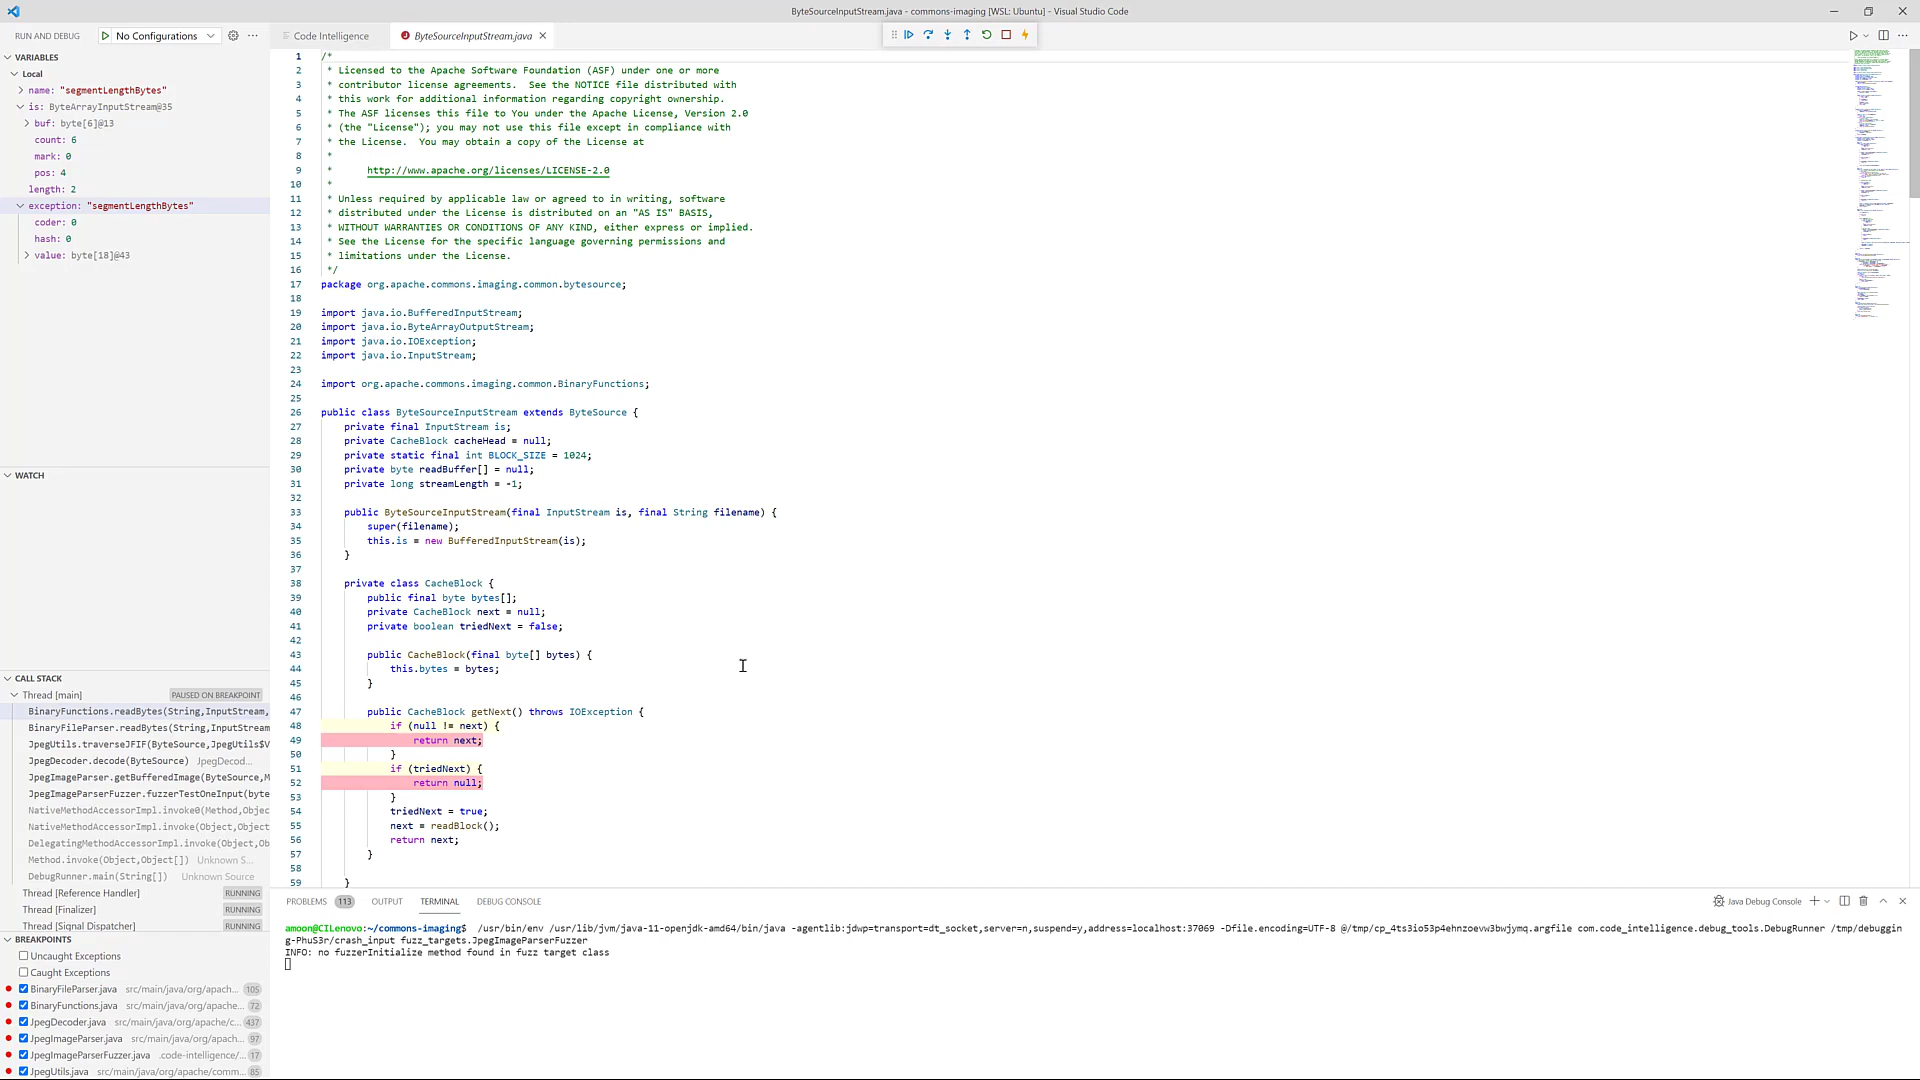 ByteSourceInputStream.java - commons-imaging [WSL: Ubuntu] - Visual Studio Code
RUN AND DEBUG
No Configurations
Code Intelligence
ByteSourceInputStream.java
VARIABLES
Local
name: "segmentLengthBytes"
is: ByteArrayInputStream@35
buf: byte[6]@13
count: 6
mark: 0
pos: 4
length: 2
exception: "segmentLengthBytes"
coder: 0
hash: 0
value: byte[18]@43
WATCH
CALL STACK
Thread [main] PAUSED ON BREAKPOINT
BinaryFunctions.readBytes(String,InputStream,
BinaryFileParser.readBytes(String,InputStream
JpegUtils.traverseJFIF(ByteSource,JpegUtils$V
JpegDecoder.decode(ByteSource) JpegDecod...
JpegImageParser.getBufferedImage(ByteSource,M
JpegImageParserFuzzer.fuzzerTestOneInput(byte
NativeMethodAccessorImpl.invoke0(Method,Objec
NativeMethodAccessorImpl.invoke(Object,Object
DelegatingMethodAccessorImpl.invoke(Object,Ob
Method.invoke(Object,Object[]) Unknown S...
DebugRunner.main(String[]) Unknown Source
Thread [Reference Handler] RUNNING
Thread [Finalizer] RUNNING
Thread [Signal Dispatcher] RUNNING
BREAKPOINTS
Uncaught Exceptions
Caught Exceptions
BinaryFileParser.java src/main/java/org/apach... 105
BinaryFunctions.java src/main/java/org/apache... 72
JpegDecoder.java src/main/java/org/apache/c... 437
JpegImageParser.java src/main/java/org/apach... 97
JpegImageParserFuzzer.java .code-intelligence/... 17
JpegUtils.java src/main/java/org/apache/comm... 85
1 /*
2 * Licensed to the Apache Software Foundation (ASF) under one or more
3 * contributor license agreements.  See the NOTICE file distributed with
4 * this work for additional information regarding copyright ownership.
5 * The ASF licenses this file to You under the Apache License, Version 2.0
6 * (the "License"); you may not use this file except in compliance with
7 * the License.  You may obtain a copy of the License at
8 *
9 *      http://www.apache.org/licenses/LICENSE-2.0
10 *
11 * Unless required by applicable law or agreed to in writing, software
12 * distributed under the License is distributed on an "AS IS" BASIS,
13 * WITHOUT WARRANTIES OR CONDITIONS OF ANY KIND, either express or implied.
14 * See the License for the specific language governing permissions and
15 * limitations under the License.
16 */
17 package org.apache.commons.imaging.common.bytesource;
18
19 import java.io.BufferedInputStream;
20 import java.io.ByteArrayOutputStream;
21 import java.io.IOException;
22 import java.io.InputStream;
23
24 import org.apache.commons.imaging.common.BinaryFunctions;
25
26 public class ByteSourceInputStream extends ByteSource {
27 private final InputStream is;
28 private CacheBlock cacheHead = null;
29 private static final int BLOCK_SIZE = 1024;
30 private byte readBuffer[] = null;
31 private long streamLength = -1;
32
33 public ByteSourceInputStream(final InputStream is, final String filename) {
34 super(filename);
35 this.is = new BufferedInputStream(is);
36 }
37
38 private class CacheBlock {
39 public final byte bytes[];
40 private CacheBlock next = null;
41 private boolean triedNext = false;
42
43 public CacheBlock(final byte[] bytes) {
44 this.bytes = bytes;
45 }
46
47 public CacheBlock getNext() throws IOException {
48 if (null != next) {
49 return next;
50 }
51 if (triedNext) {
52 return null;
53 }
54 triedNext = true;
55 next = readBlock();
56 return next;
57 }
58
59 }
PROBLEMS 113 OUTPUT TERMINAL DEBUG CONSOLE
Java Debug Console
amoon@CILenovo:~/commons-imaging$  /usr/bin/env /usr/lib/jvm/java-11-openjdk-amd64/bin/java -agentlib:jdwp=transport=dt_socket,server=n,suspend=y,address=localhost:37069 -Dfile.encoding=UTF-8 @/tmp/cp_4ts3io53p4ehnzoevw3bwjymq.argfile com.code_intelligence.debug_tools.DebugRunner /tmp/debuggin
g-PhuS3r/crash_input fuzz_targets.JpegImageParserFuzzer
INFO: no fuzzerInitialize method found in fuzz target class